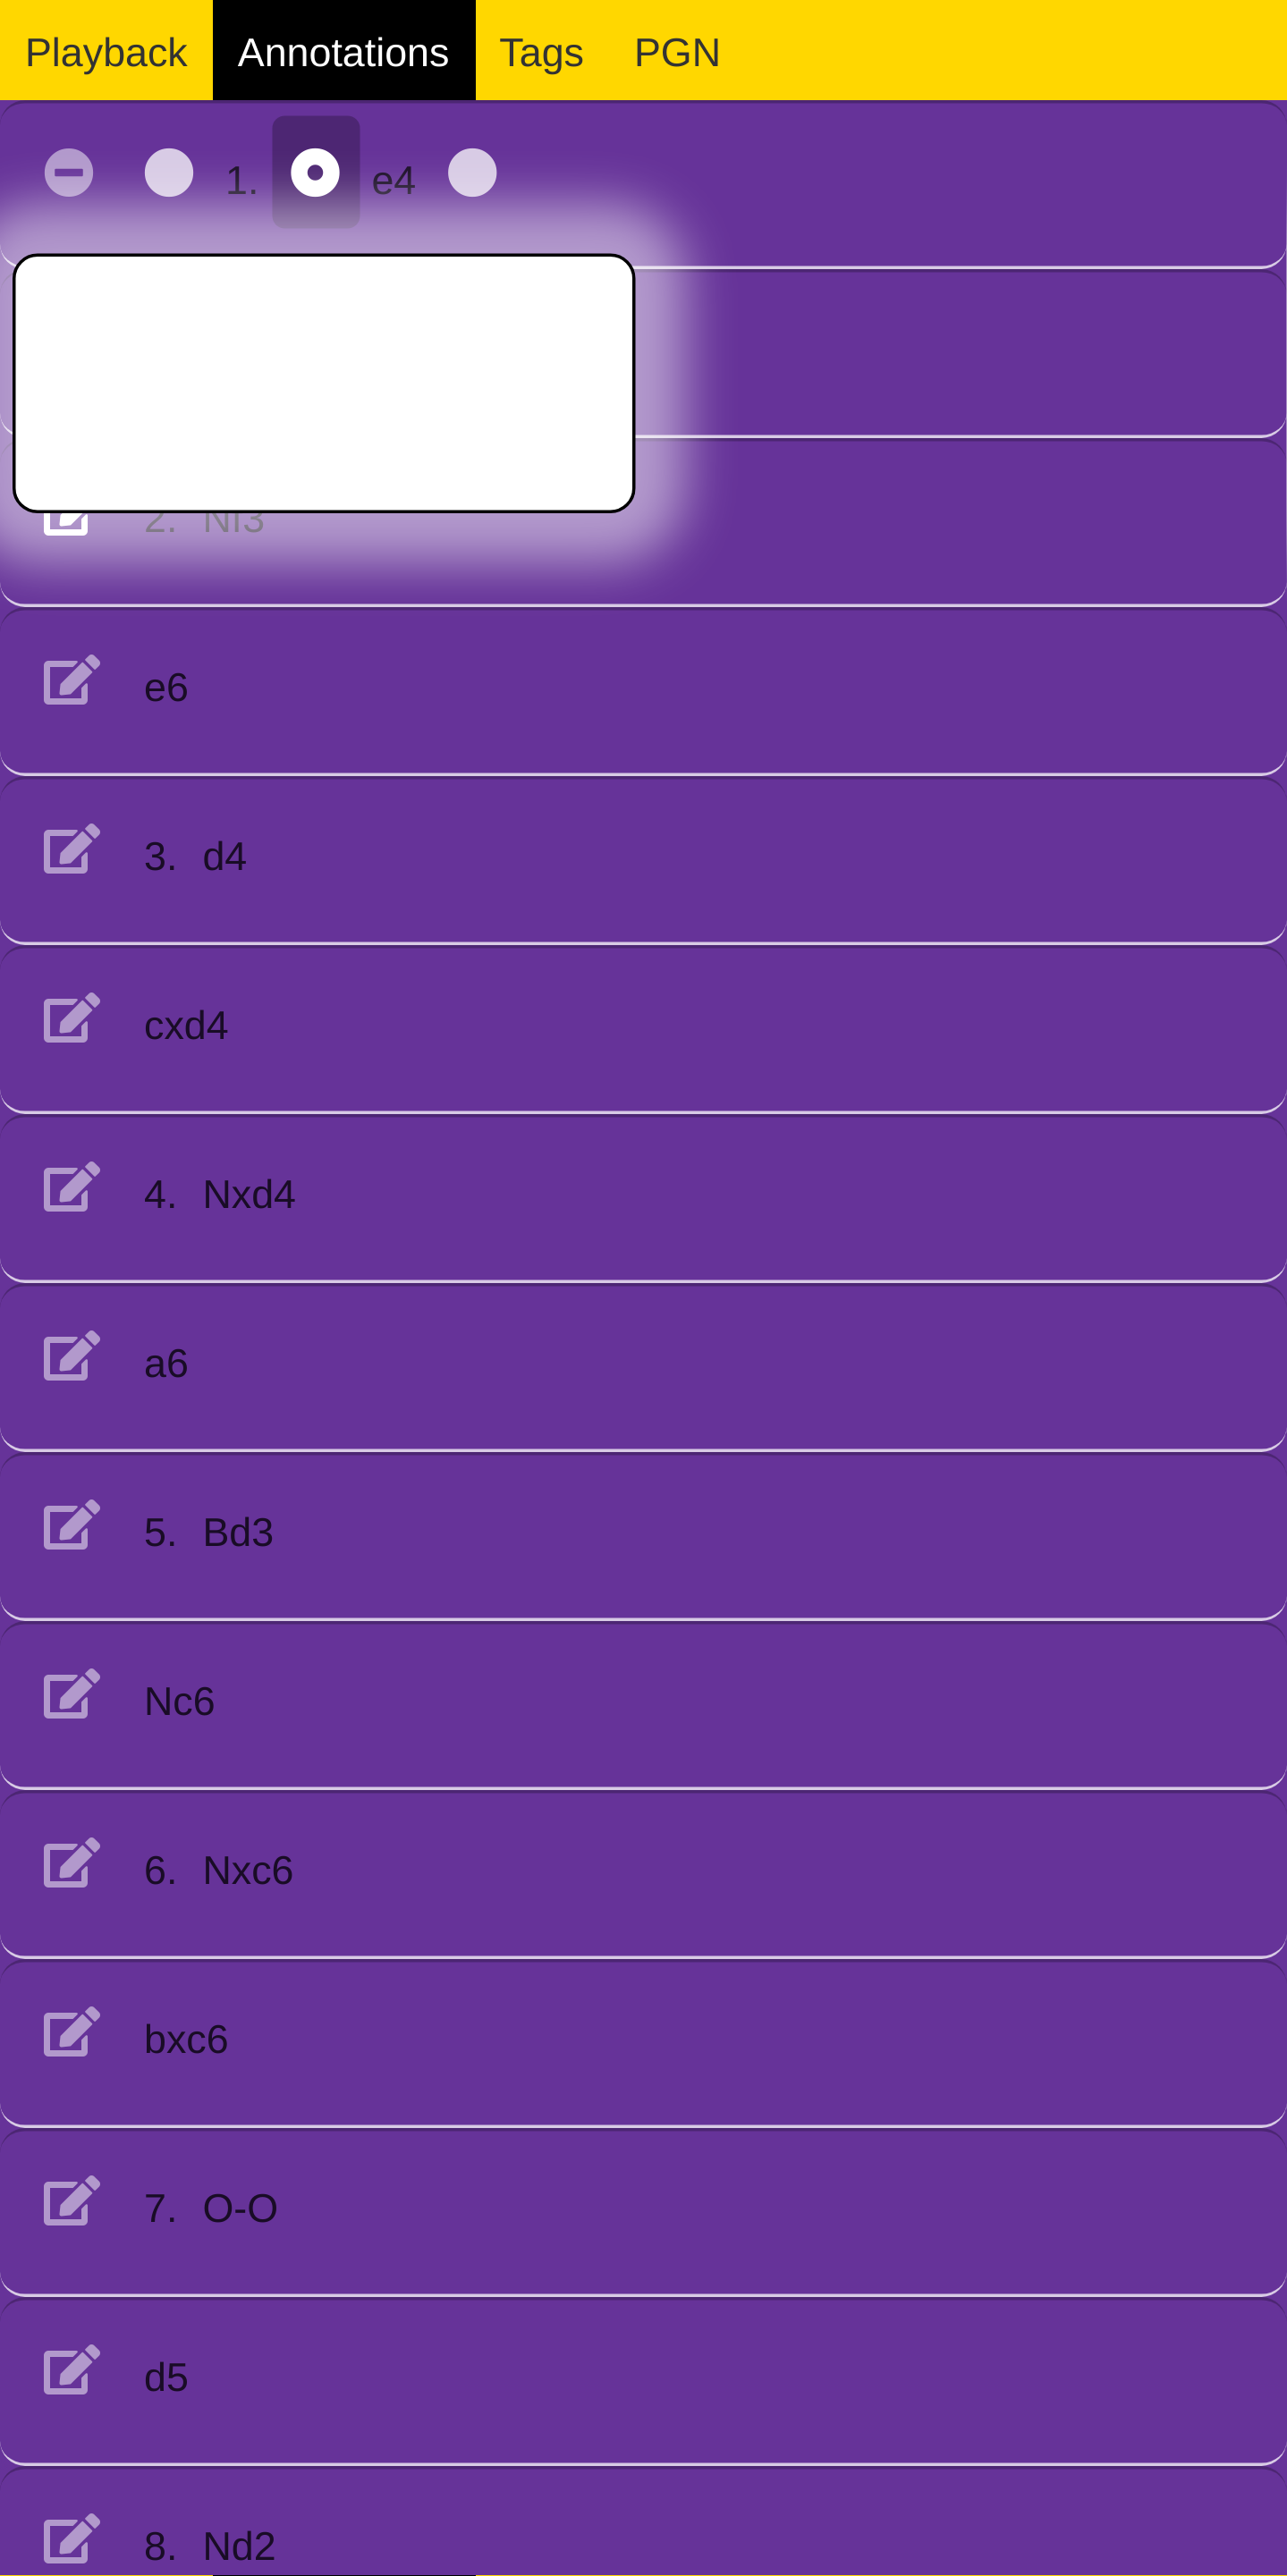 Playback Annotations Tags PGN
1. e4
2. Nf3
e6
3. d4
cxd4
4. Nxd4
a6
5. Bd3
Nc6
6. Nxc6
bxc6
7. O-O
d5
8. Nd2